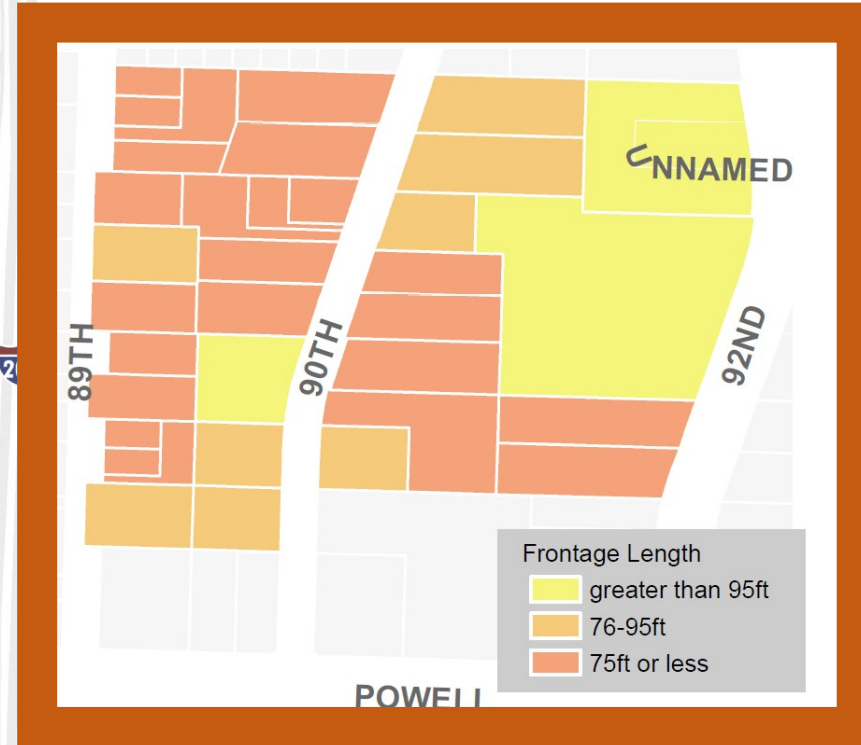 UNNAMED
89TH
90TH
92ND
Frontage Length
greater than 95ft
76-95ft
75ft or less
POWELL